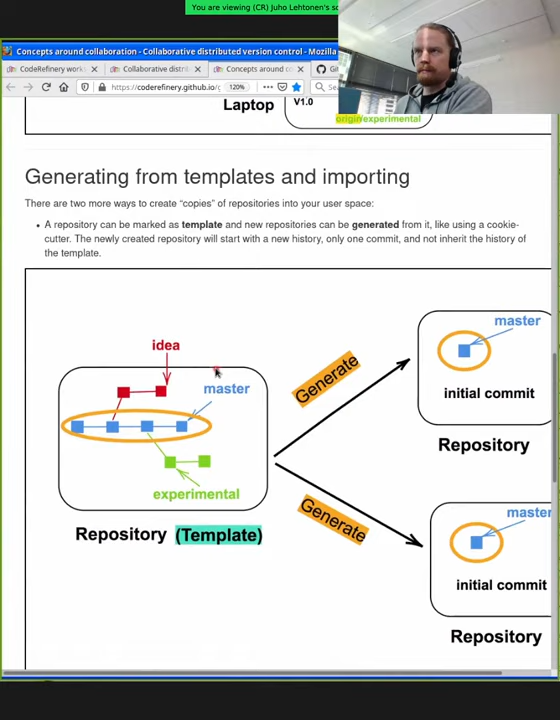 You are viewing (CR) Juho Lehtonen's sc
Concepts around collaboration - Collaborative distributed version control - Mozilla
CodeRefinery work
Collaborative distri
Concepts around co
https://coderefinery.github.io/g
120%
Laptop
V1.0
origin/experimental
Generating from templates and importing
There are two more ways to create “copies” of repositories into your user space:
• A repository can be marked as template and new repositories can be generated from it, like using a cookie-
cutter. The newly created repository will start with a new history, only one commit, and not inherit the history of
the template.
idea
master
experimental
Repository (Template)
Generate
Generate
master
initial commit
Repository
master
initial commit
Repository